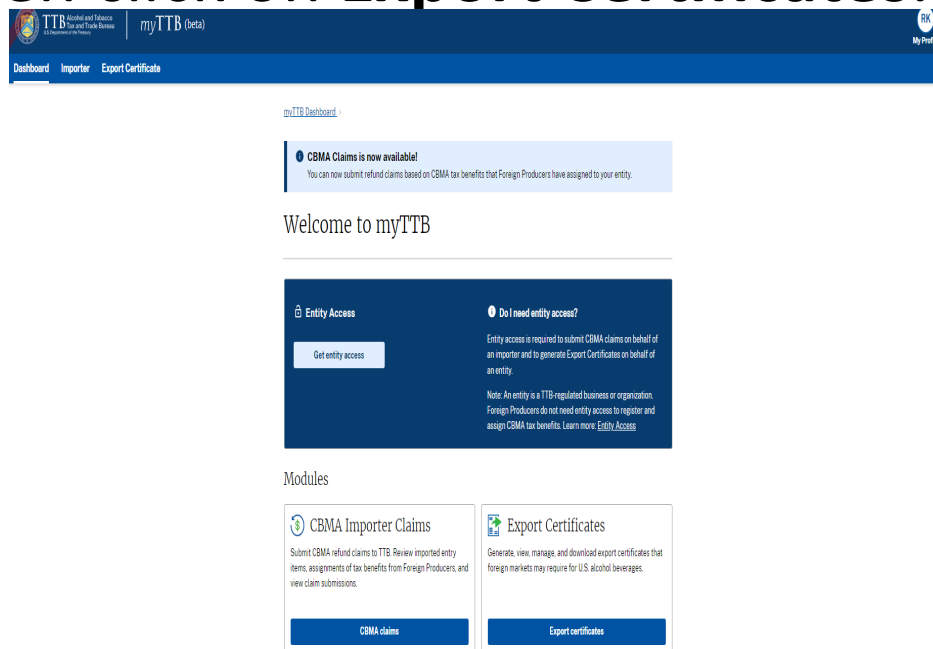 on click on Export Certificates.
TTB Alcohol and Tobacco
Tax and Trade Bureau
U.S. Department of the Treasury
myTTB (beta)
RK
My Prof
Dashboard Importer Export Certificate
myTTB Dashboard >
CBMA Claims is now available!
You can now submit refund claims based on CBMA tax benefits that Foreign Producers have assigned to your entity.
Welcome to myTTB
Entity Access
Get entity access
Do I need entity access?
Entity access is required to submit CBMA claims on behalf of
an importer and to generate Export Certificates on behalf of
an entity.
Note: An entity is a TTB-regulated business or organization.
Foreign Producers do not need entity access to register and
assign CBMA tax benefits. Learn more: Entity Access
Modules
CBMA Importer Claims
Submit CBMA refund claims to TTB. Review imported entry
items, assignments of tax benefits from Foreign Producers, and
view claim submissions.
CBMA claims
Export Certificates
Generate, view, manage, and download export certificates that
foreign markets may require for U.S. alcohol beverages.
Export certificates